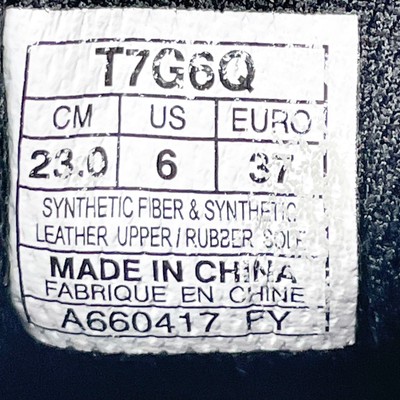 T7G6Q
CM US EURO
23.0 6 37
SYNTHETIC FIBER & SYNTHETIC
LEATHER UPPER / RUBBER SOLE
MADE IN CHINA
FABRIQUE EN CHINE
A660417 FY